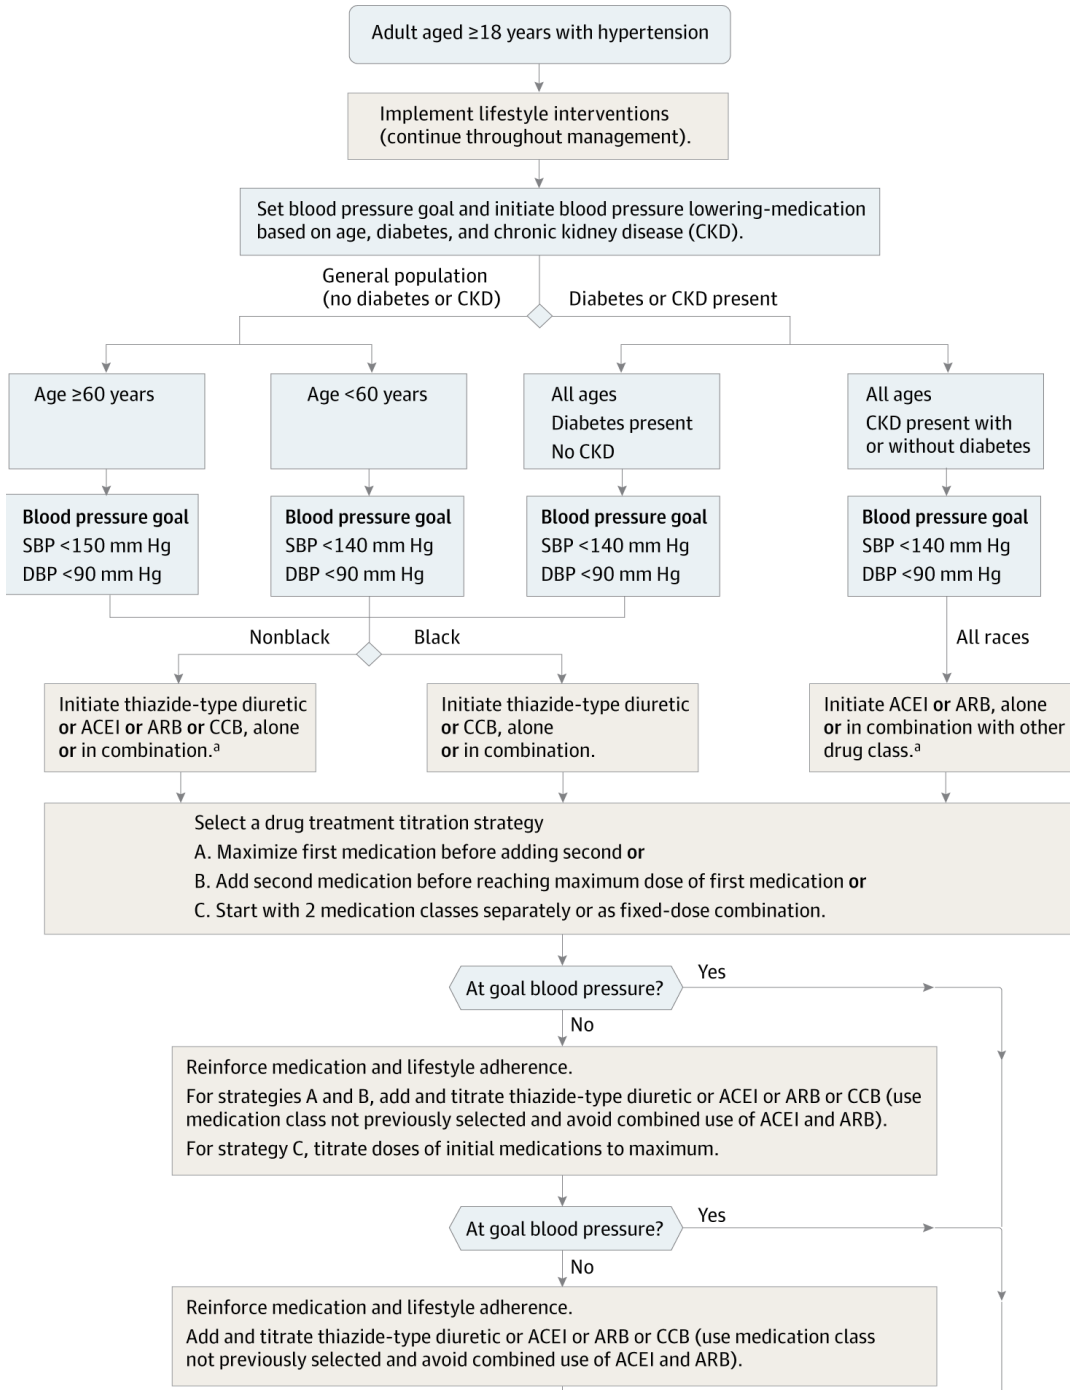 Adult aged ≥18 years with hypertension
Implement lifestyle interventions
(continue throughout management).
Set blood pressure goal and initiate blood pressure lowering-medication
based on age, diabetes, and chronic kidney disease (CKD).
General population
(no diabetes or CKD)
Diabetes or CKD present
Age ≥60 years
Age <60 years
All ages
Diabetes present
No CKD
All ages
CKD present with
or without diabetes
Blood pressure goal
SBP <150 mm Hg
DBP <90 mm Hg
Blood pressure goal
SBP <140 mm Hg
DBP <90 mm Hg
Blood pressure goal
SBP <140 mm Hg
DBP <90 mm Hg
Blood pressure goal
SBP <140 mm Hg
DBP <90 mm Hg
Nonblack
Black
All races
Initiate thiazide-type diuretic
or ACEI or ARB or CCB, alone
or in combination.ª
Initiate thiazide-type diuretic
or CCB, alone
or in combination.
Initiate ACEI or ARB, alone
or in combination with other
drug class.ª
Select a drug treatment titration strategy
A. Maximize first medication before adding second or
B. Add second medication before reaching maximum dose of first medication or
C. Start with 2 medication classes separately or as fixed-dose combination.
At goal blood pressure?
Yes
No
Reinforce medication and lifestyle adherence.
For strategies A and B, add and titrate thiazide-type diuretic or ACEI or ARB or CCB (use
medication class not previously selected and avoid combined use of ACEI and ARB).
For strategy C, titrate doses of initial medications to maximum.
At goal blood pressure?
Yes
No
Reinforce medication and lifestyle adherence.
Add and titrate thiazide-type diuretic or ACEI or ARB or CCB (use medication class
not previously selected and avoid combined use of ACEI and ARB).